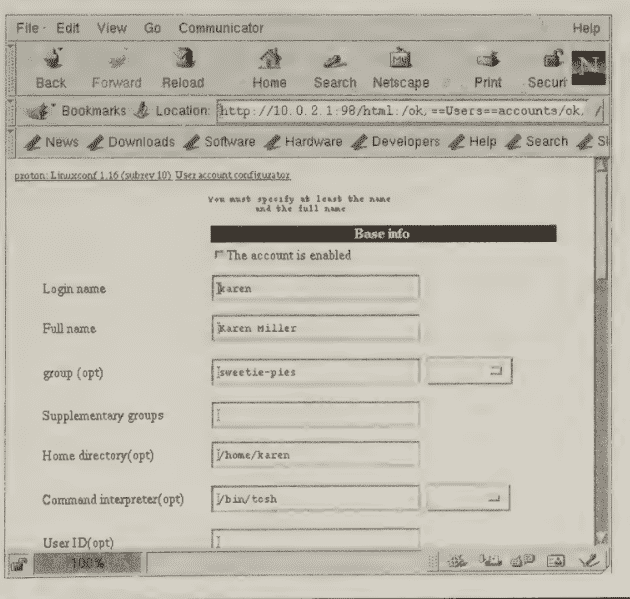 File Edit View Go Communicator Help
Back Forward Reload Home Search Netscape Print Securi
N
Bookmarks Location: http://10.0.2.1:98/html:/ok,==Users==accounts/ok, /
News Downloads Software Hardware Developers Help Search Sh
proton: Linuxconf 1.16 (subrev 10) User account configurator
You must specify at least the name
and the full name
Base info
The account is enabled
Login name karen
Full name Karen Miller
group (opt) sweetie-pies
Supplementary groups
Home directory(opt) /home/karen
Command interpreter(opt) /bin/tcsh
User ID(opt)
100%